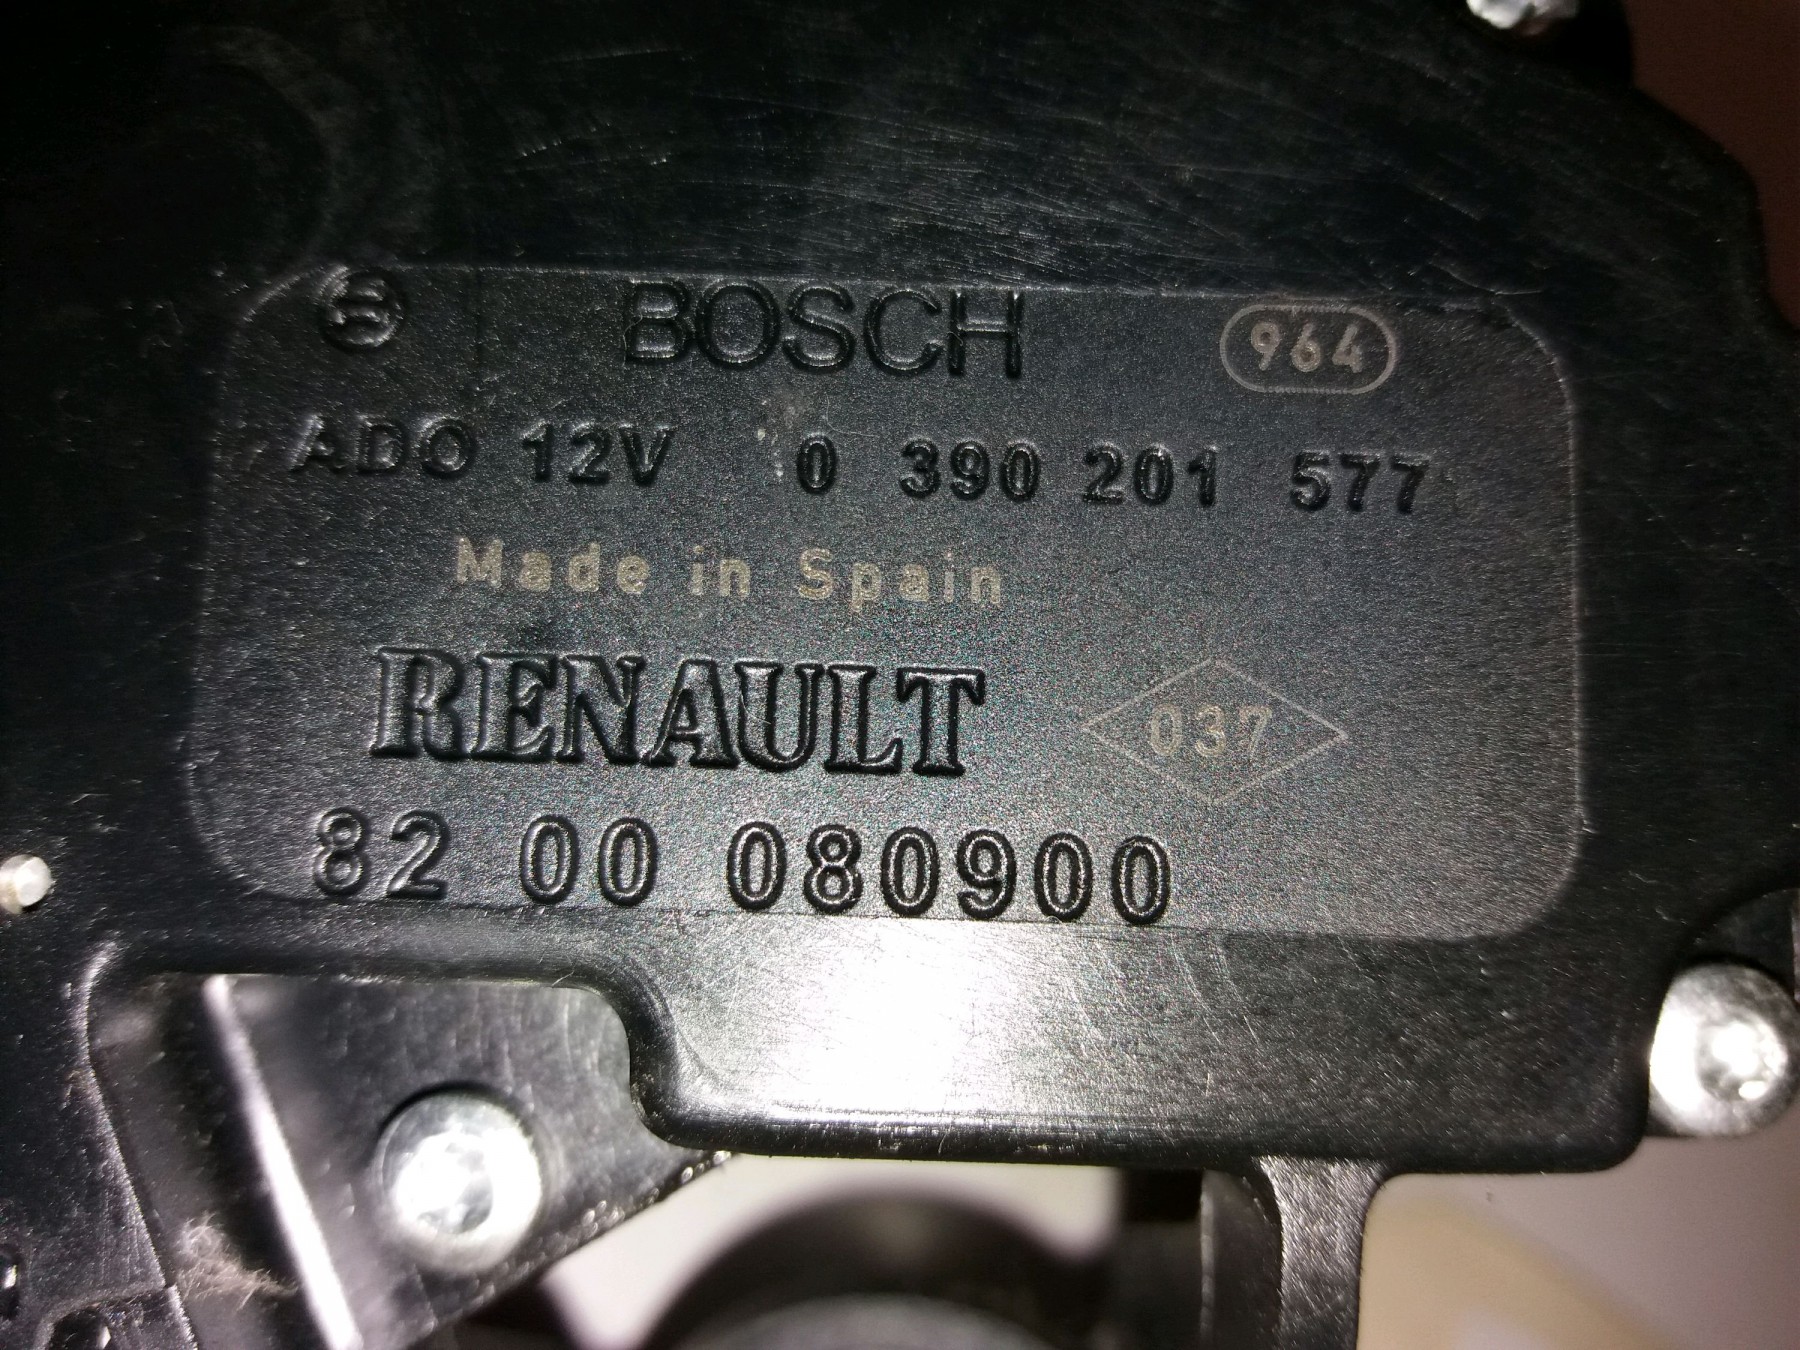 BOSCH 964
ADO 12V 0 390 201 577
Made in Spain
RENAULT 037
82 00 080900